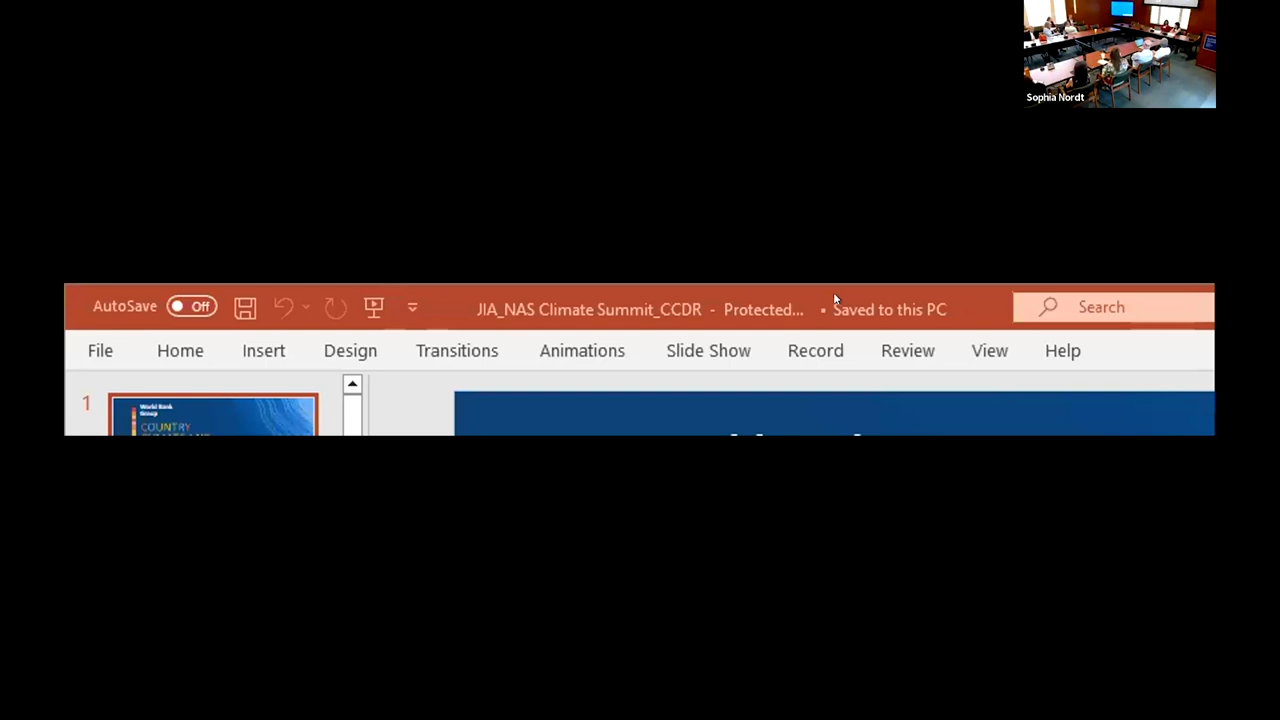 Sophia Nordt
AutoSave Off JIA_NAS Climate Summit_CCDR - Protected... • Saved to this PC Search
File Home Insert Design Transitions Animations Slide Show Record Review View Help
1
World Bank
Group
COUNTRY